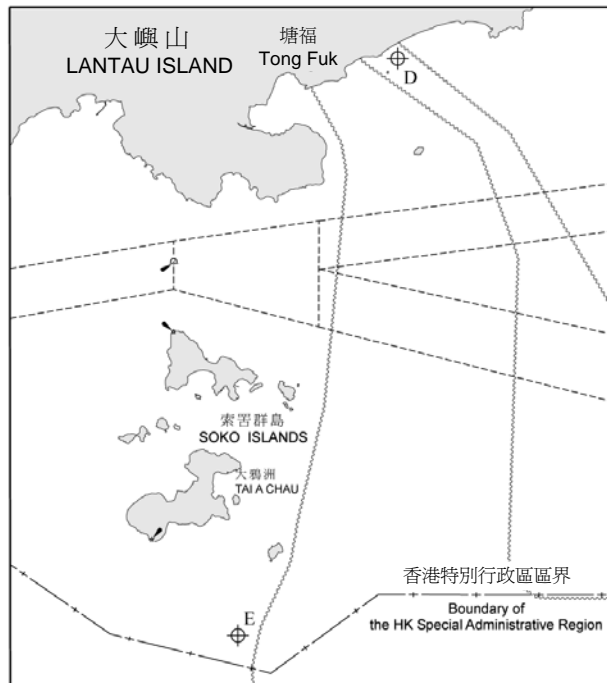 大嶼山
LANTAU ISLAND
塘福
Tong Fuk
D
索罟群島
SOKO ISLANDS
大鴉洲
TAI A CHAU
香港特別行政區區界
Boundary of
the HK Special Administrative Region
E